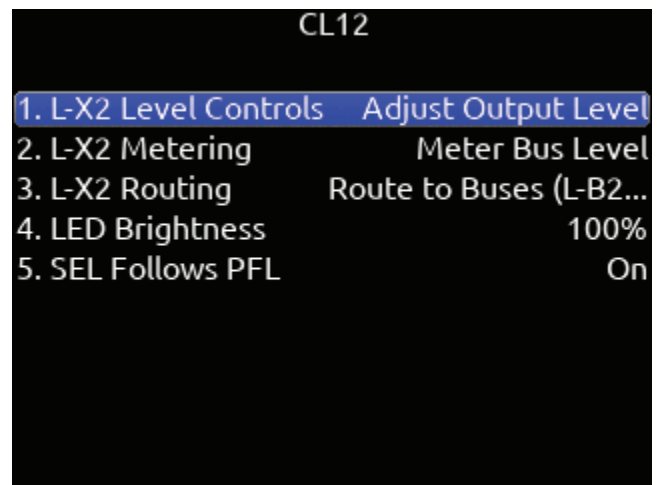 CL12
1. L-X2 Level Controls Adjust Output Level
2. L-X2 Metering Meter Bus Level
3. L-X2 Routing Route to Buses (L-B2...
4. LED Brightness 100%
5. SEL Follows PFL On